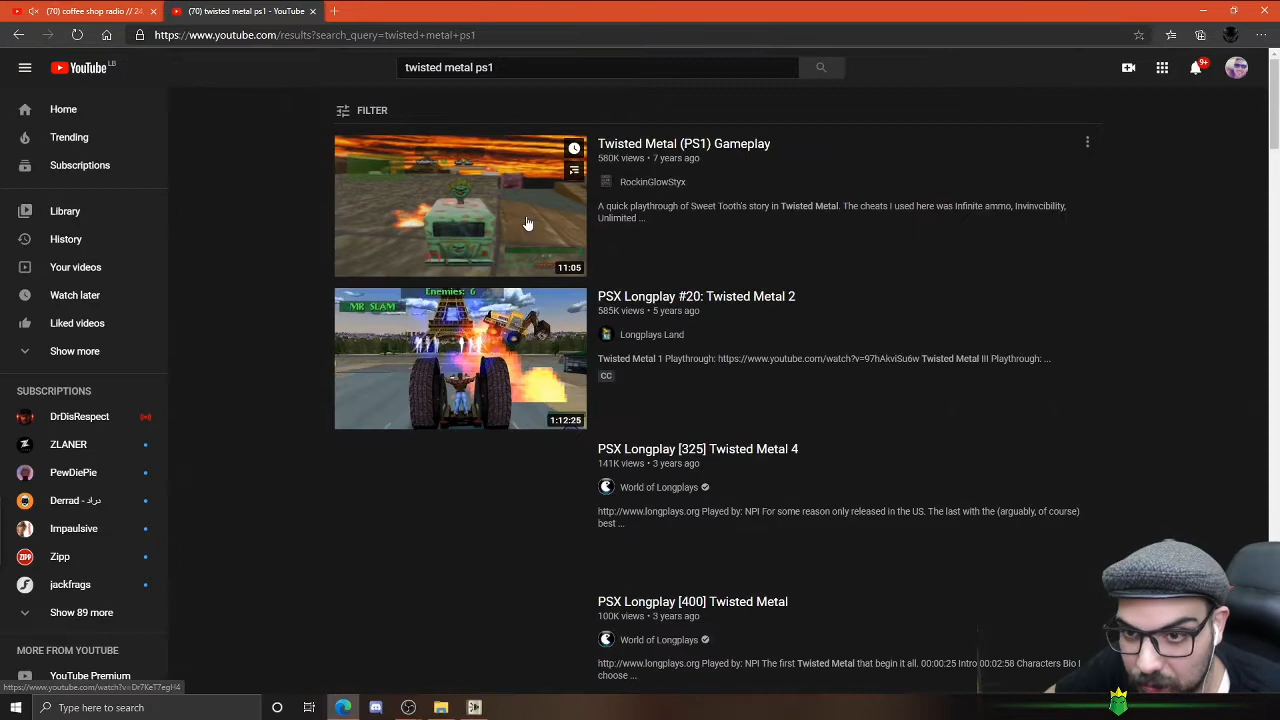 (70) coffee shop radio // 24
(70) twisted metal ps1 - YouTube
https://www.youtube.com/results?search_query=twisted+metal+ps1
YouTube LB
twisted metal ps1
9+
Home
Trending
Subscriptions
Library
History
Your videos
Watch later
Liked videos
Show more
SUBSCRIPTIONS
DrDisRespect
ZLANER
PewDiePie
Derrad - دراد
Impaulsive
ZIPP
Zipp
jackfrags
Show 89 more
MORE FROM YOUTUBE
YouTube Premium
https://www.youtube.com/watch?v=Dr7KeT7egH4
FILTER
11:05
Twisted Metal (PS1) Gameplay
580K views • 7 years ago
RockinGlowStyx
A quick playthrough of Sweet Tooth's story in Twisted Metal. The cheats I used here was Infinite ammo, Invinvcibility,
Unlimited ...
Enemies: 6
MR SLAM
1:12:25
PSX Longplay #20: Twisted Metal 2
585K views • 5 years ago
Longplays Land
Twisted Metal 1 Playthrough: https://www.youtube.com/watch?v=97hAkviSu6w Twisted Metal III Playthrough: ...
CC
PSX Longplay [325] Twisted Metal 4
141K views • 3 years ago
World of Longplays
http://www.longplays.org Played by: NPI For some reason only released in the US. The last with the (arguably, of course)
best ...
PSX Longplay [400] Twisted Metal
100K views • 3 years ago
World of Longplays
http://www.longplays.org Played by: NPI The first Twisted Metal that begin it all. 00:00:25 Intro 00:02:58 Characters Bio I
choose ...
Type here to search